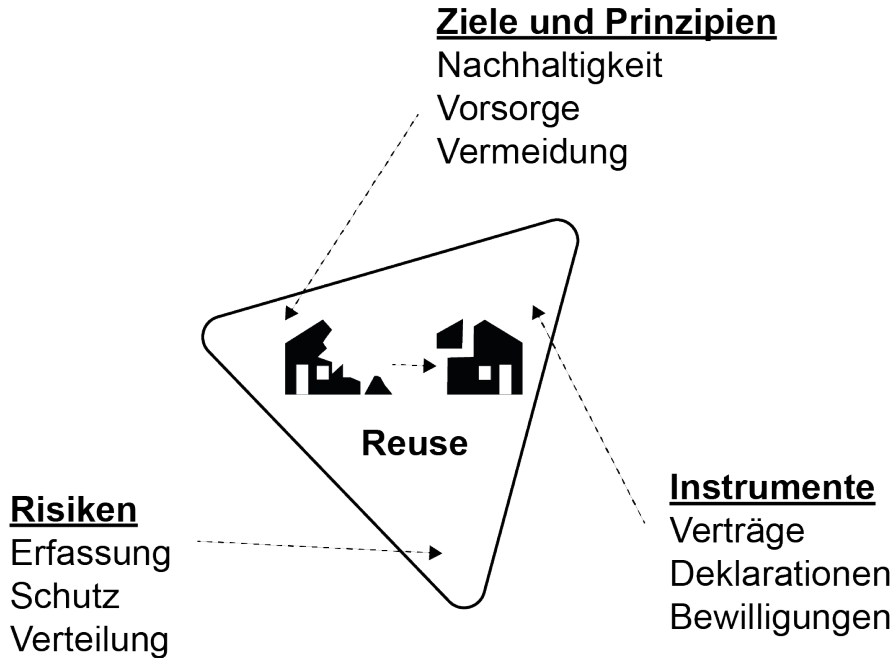 Ziele und Prinzipien
Nachhaltigkeit
Vorsorge
Vermeidung
Reuse
Risiken
Erfassung
Schutz
Verteilung
Instrumente
Verträge
Deklarationen
Bewilligungen